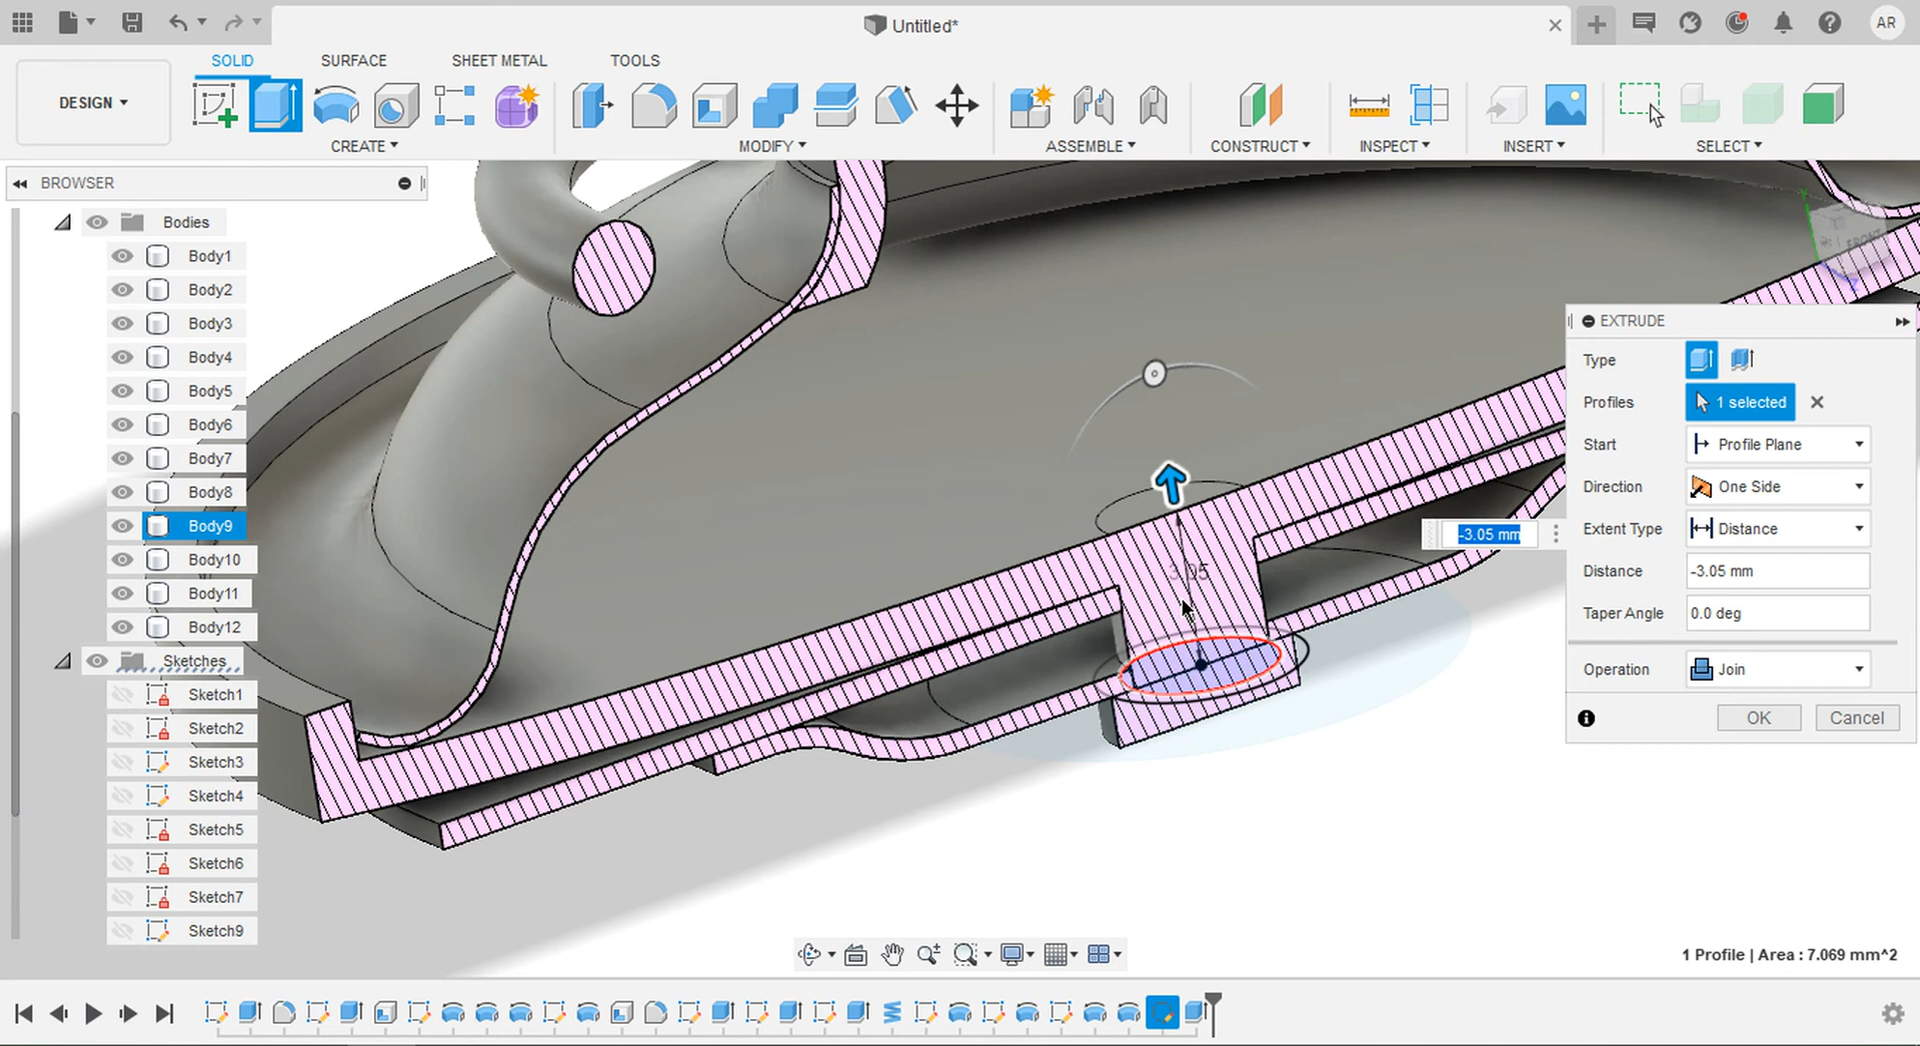 Untitled*
AR
DESIGN
SOLID
SURFACE
SHEET METAL
TOOLS
CREATE
MODIFY
ASSEMBLE
CONSTRUCT
INSPECT
INSERT
SELECT
BROWSER
Bodies
Body1
Body2
Body3
Body4
Body5
Body6
Body7
Body8
Body9
Body10
Body11
Body12
Sketches
Sketch1
Sketch2
Sketch3
Sketch4
Sketch5
Sketch6
Sketch7
Sketch9
FRONT
Y
Z
3.05
-3.05 mm
EXTRUDE
Type
Profiles 1 selected
Start Profile Plane
Direction One Side
Extent Type Distance
Distance -3.05 mm
Taper Angle 0.0 deg
Operation Join
OK Cancel
1 Profile | Area : 7.069 mm^2